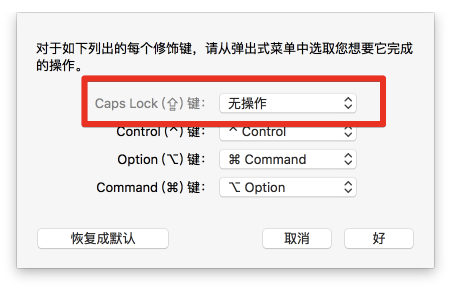 对于如下列出的每个修饰键，请从弹出式菜单中选取您想要它完成
的操作。
Caps Lock (⇪) 键： 无操作
Control (⌃) 键： ⌃ Control
Option (⌥) 键： ⌘ Command
Command (⌘) 键： ⌥ Option
恢复成默认 取消 好